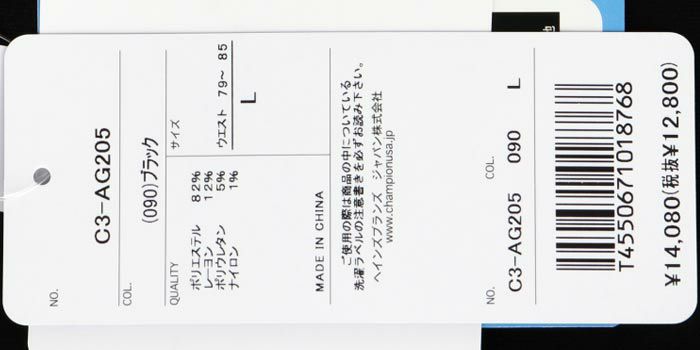 NO. C3-AG205
COL. (090)ブラック
サイズ
ウエスト 79〜 85
L
QUALITY
ポリエステル 82%
レーヨン 12%
ポリウレタン 5%
ナイロン 1%
MADE IN CHINA
ご使用の際は商品の中についている
洗濯ラベルの注意書きを必ずお読み下さい。
ヘインズブランズ ジャパン株式会社
www.championusa.jp
COL. 090 L
NO. C3-AG205
T4550671018768
¥14,080(税抜¥12,800)
他